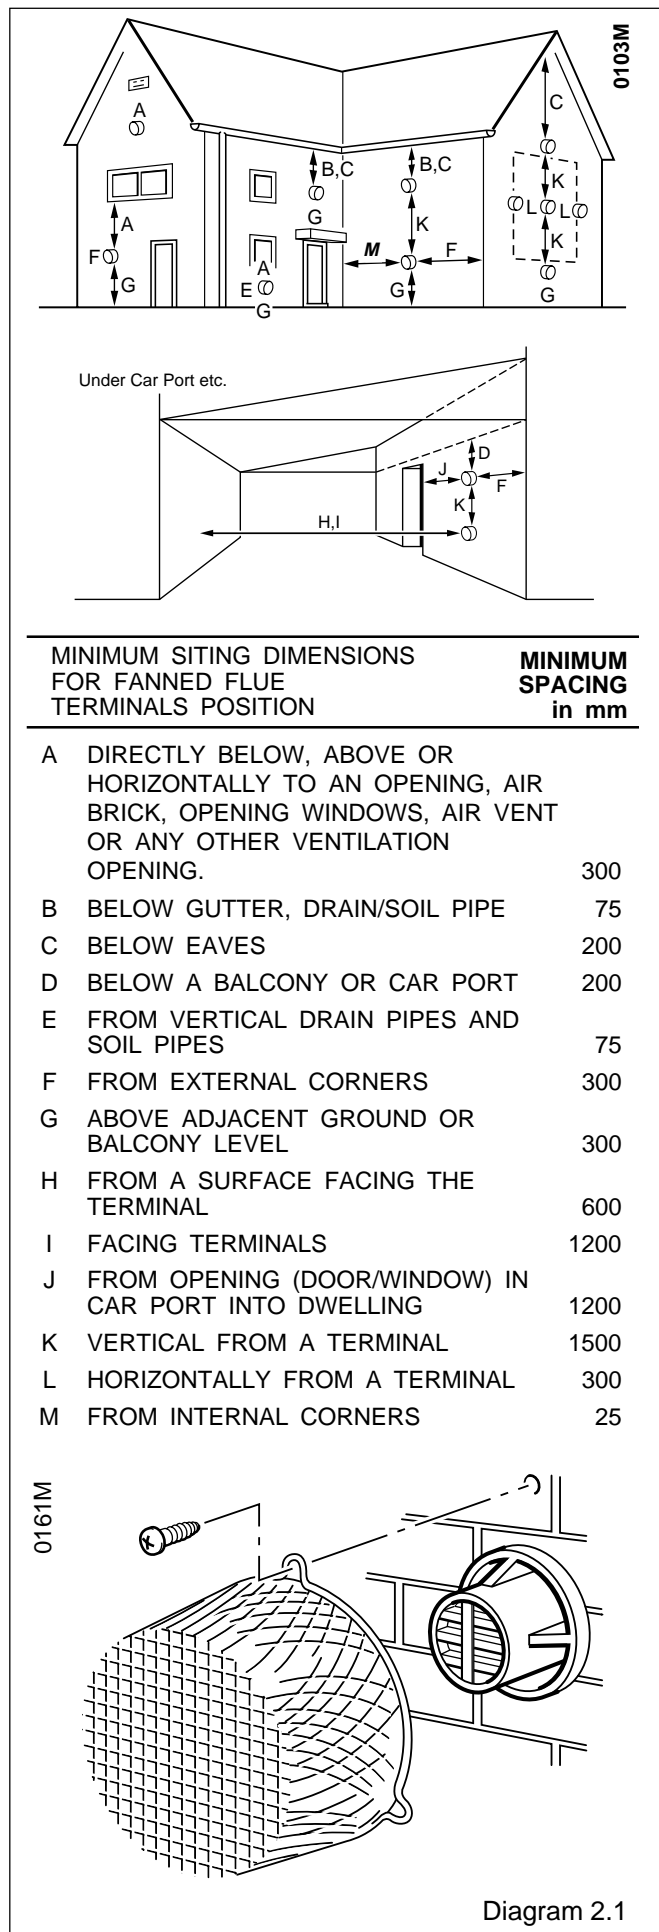 0103M
C
A
B,C
B,C
K
A
K
L
L
G
F
M
F
K
G
A
E
G
G
G
Under Car Port etc.
D
J
F
K
H,I
MINIMUM SITING DIMENSIONS MINIMUM
FOR FANNED FLUE SPACING
TERMINALS POSITION in mm
A DIRECTLY BELOW, ABOVE OR
HORIZONTALLY TO AN OPENING, AIR
BRICK, OPENING WINDOWS, AIR VENT
OR ANY OTHER VENTILATION
OPENING. 300
B BELOW GUTTER, DRAIN/SOIL PIPE 75
C BELOW EAVES 200
D BELOW A BALCONY OR CAR PORT 200
E FROM VERTICAL DRAIN PIPES AND
SOIL PIPES 75
F FROM EXTERNAL CORNERS 300
G ABOVE ADJACENT GROUND OR
BALCONY LEVEL 300
H FROM A SURFACE FACING THE
TERMINAL 600
I FACING TERMINALS 1200
J FROM OPENING (DOOR/WINDOW) IN
CAR PORT INTO DWELLING 1200
K VERTICAL FROM A TERMINAL 1500
L HORIZONTALLY FROM A TERMINAL 300
M FROM INTERNAL CORNERS 25
0161M
Diagram 2.1